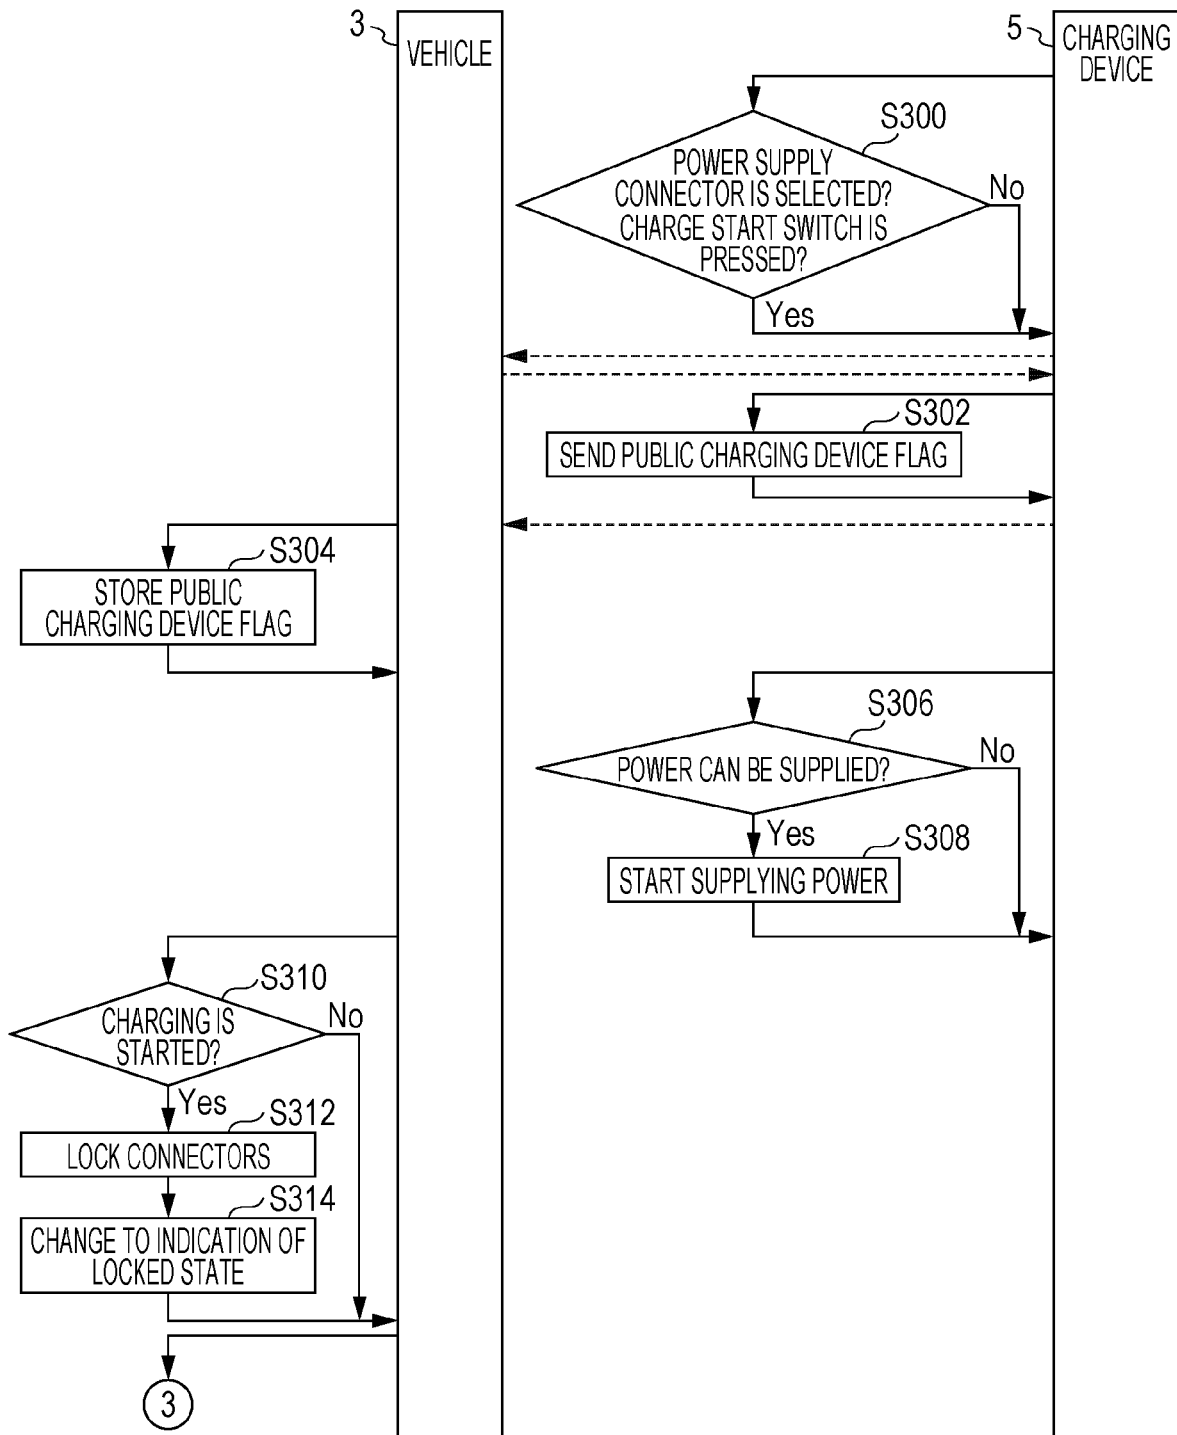 3
VEHICLE
5
CHARGING
DEVICE
S300
POWER SUPPLY
CONNECTOR IS SELECTED?
CHARGE START SWITCH IS
PRESSED?
No
Yes
S302
SEND PUBLIC CHARGING DEVICE FLAG
S304
STORE PUBLIC
CHARGING DEVICE FLAG
S306
POWER CAN BE SUPPLIED?
No
Yes
S308
START SUPPLYING POWER
S310
CHARGING IS
STARTED?
No
Yes
S312
LOCK CONNECTORS
S314
CHANGE TO INDICATION OF
LOCKED STATE
3